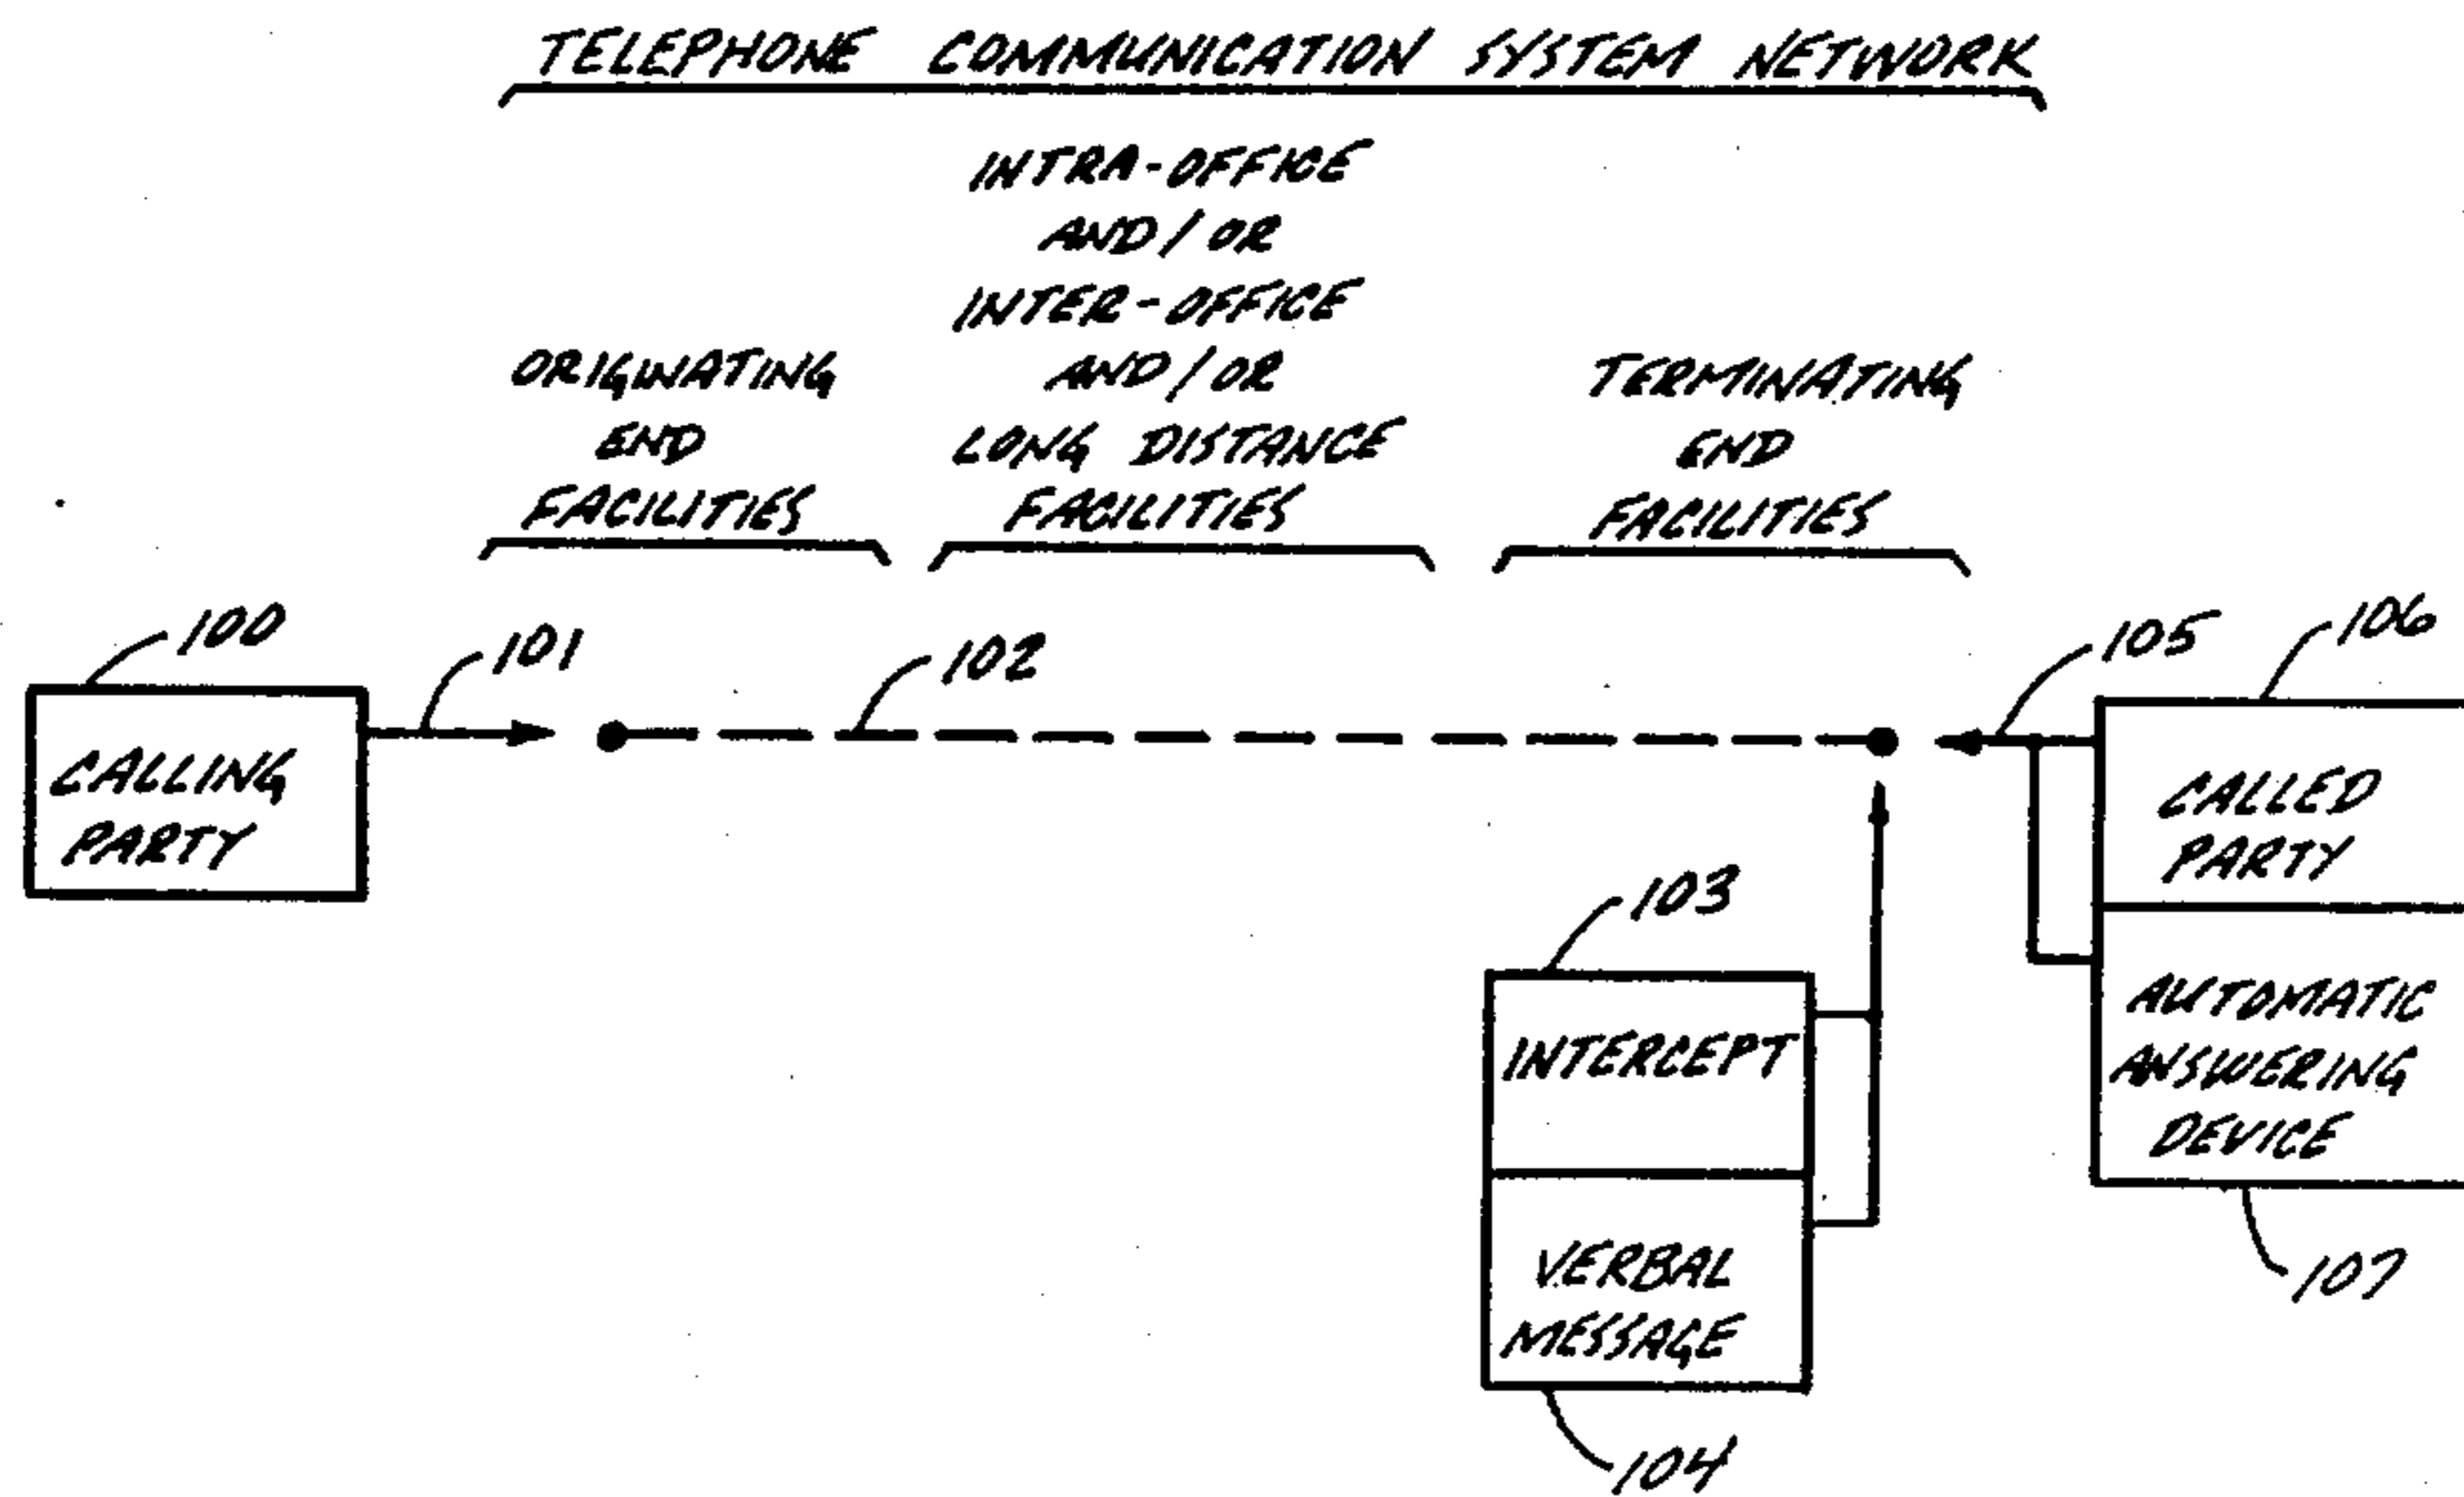 TELEPHONE COMMUNICATION SYSTEM NETWORK
INTRA-OFFICE
AND/OR
INTER-OFFICE
AND/OR
LONG DISTANCE
FACILITIES
ORIGINATING
END
FACILITIES
TERMINATING
END
FACILITIES
100
101
102
105
106
CALLING
PARTY
CALLED
PARTY
103
INTERCEPT
AUTOMATIC
ANSWERING
DEVICE
VERBAL
MESSAGE
107
104